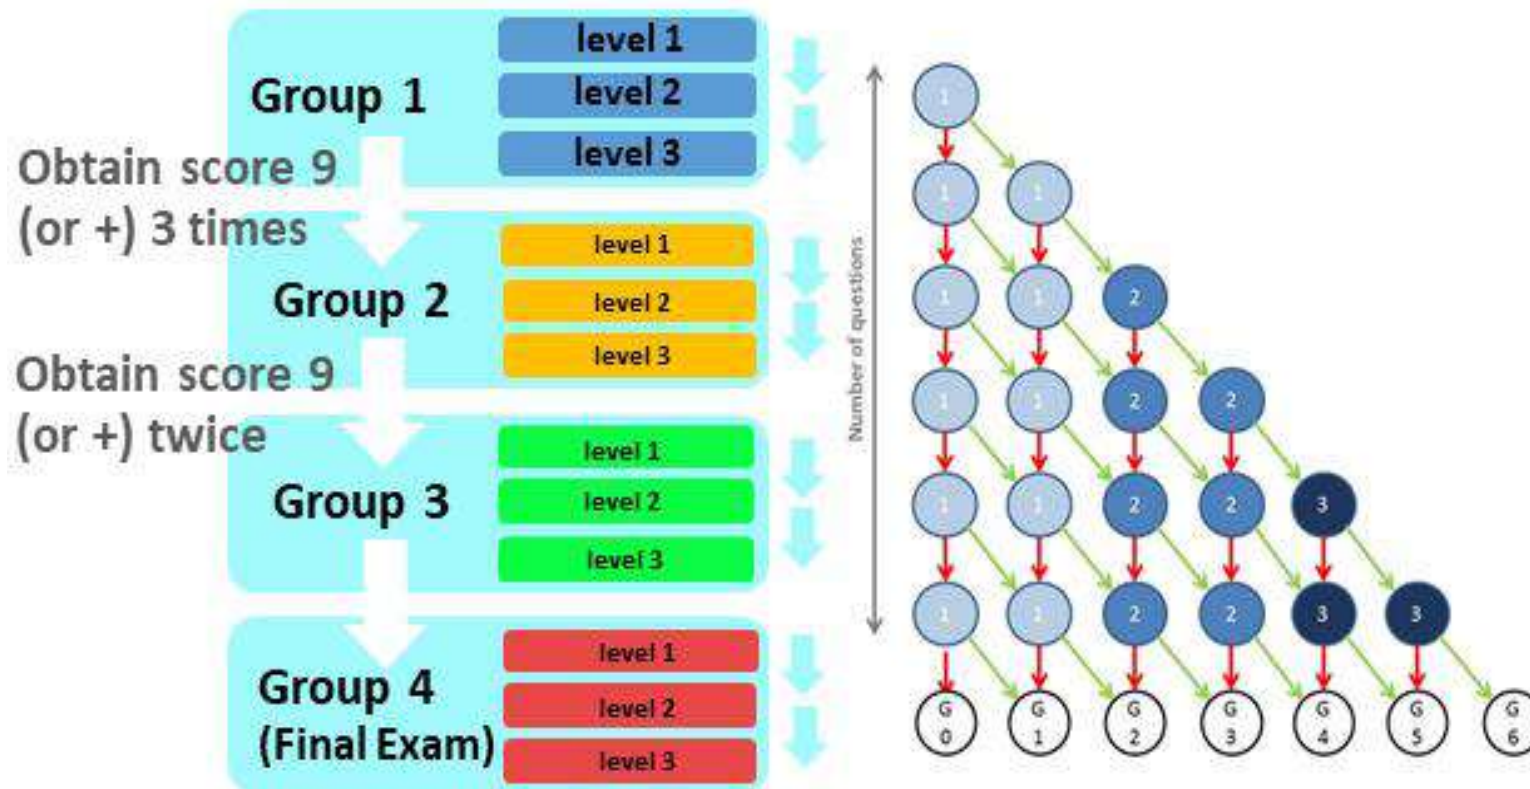 Group 1
level 1
level 2
level 3
Obtain score 9
(or +) 3 times
Group 2
level 1
level 2
level 3
Obtain score 9
(or +) twice
Group 3
level 1
level 2
level 3
Group 4
(Final Exam)
level 1
level 2
level 3
Number of questions
1
1 1
1 1 2
1 1 2 2
1 1 2 2 3
1 1 2 2 3 3
G G G G G G G
0 1 2 3 4 5 6